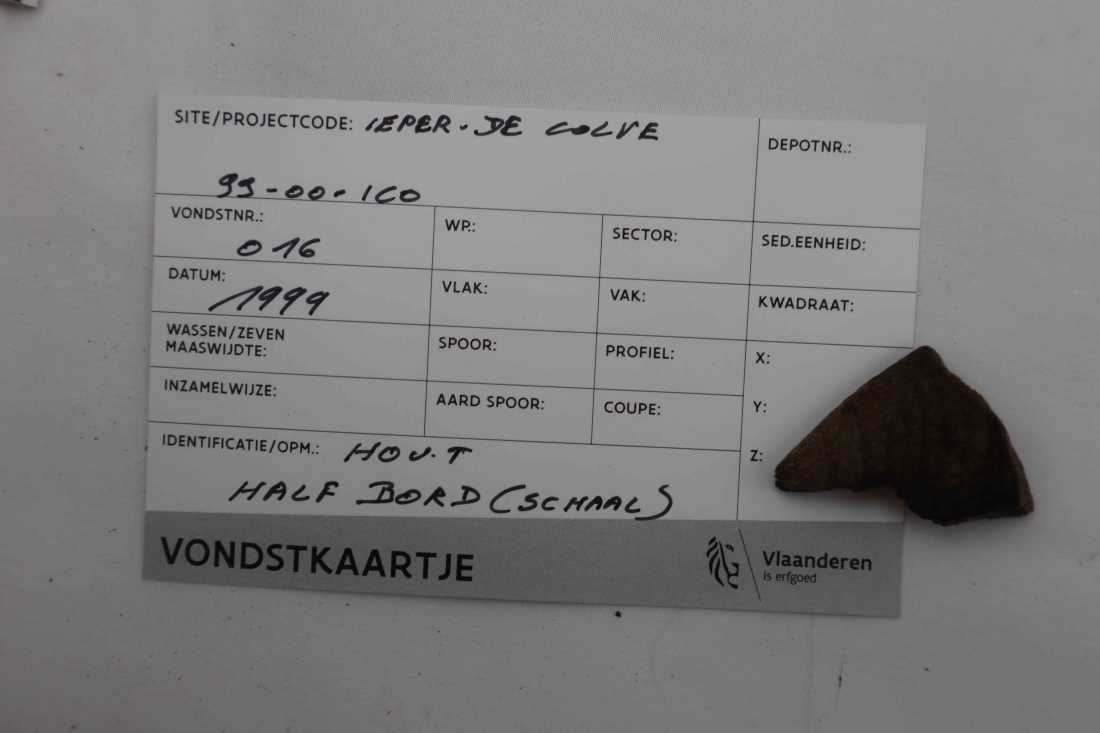 SITE/PROJECTCODE: IEPER-DE COLVE
99-00-ICO
DEPOTNR.:
VONDSTNR.: 016
WP.:
SECTOR:
SED.EENHEID:
DATUM: 1999
VLAK:
VAK:
KWADRAAT:
WASSEN/ZEVEN
MAASWIJDTE:
SPOOR:
PROFIEL:
X:
Y:
Z:
INZAMELWIJZE:
AARD SPOOR:
COUPE:
IDENTIFICATIE/OPM.: HOUT
HALF BORD (SCHAAL)
VONDSTKAARTJE
Vlaanderen
is erfgoed